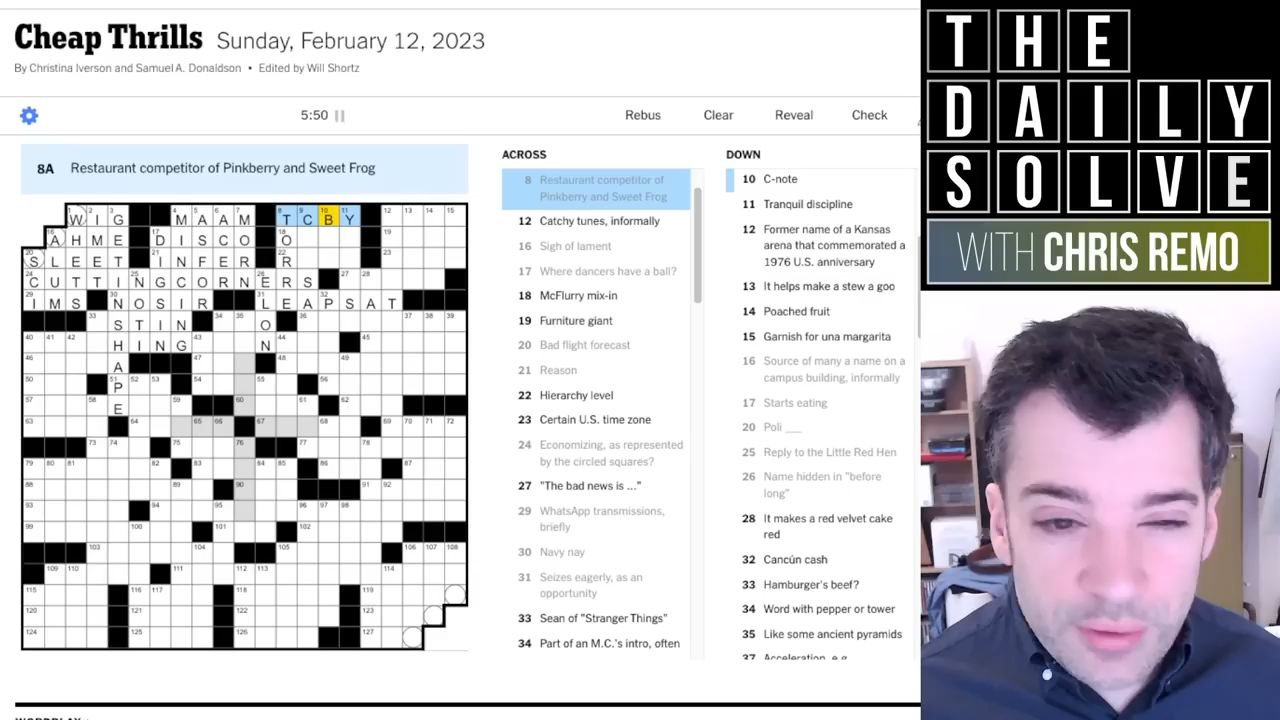 Cheap Thrills Sunday, February 12, 2023
By Christina Iverson and Samuel A. Donaldson • Edited by Will Shortz
5:50
Rebus Clear Reveal Check
8A Restaurant competitor of Pinkberry and Sweet Frog
ACROSS
8 Restaurant competitor of
Pinkberry and Sweet Frog
12 Catchy tunes, informally
16 Sigh of lament
17 Where dancers have a ball?
18 McFlurry mix-in
19 Furniture giant
20 Bad flight forecast
21 Reason
22 Hierarchy level
23 Certain U.S. time zone
24 Economizing, as represented
by the circled squares?
27 "The bad news is ..."
29 WhatsApp transmissions,
briefly
30 Navy nay
31 Seizes eagerly, as an
opportunity
33 Sean of "Stranger Things"
34 Part of an M.C.'s intro, often
DOWN
10 C-note
11 Tranquil discipline
12 Former name of a Kansas
arena that commemorated a
1976 U.S. anniversary
13 It helps make a stew a goo
14 Poached fruit
15 Garnish for una margarita
16 Source of many a name on a
campus building, informally
17 Starts eating
20 Poli ___
25 Reply to the Little Red Hen
26 Name hidden in "before
long"
28 It makes a red velvet cake
red
32 Cancún cash
33 Hamburger's beef?
34 Word with pepper or tower
35 Like some ancient pyramids
37 Acceleration, e.g.
WIG MAAM TCBY
AHME DISCO O
SLEET INFER R
CUTTINGCORNERS
IMS NOSIR LEAPSAT
S TIN O
HING N
A
P
E
THE
DAILY
SOLVE
WITH CHRIS REMO